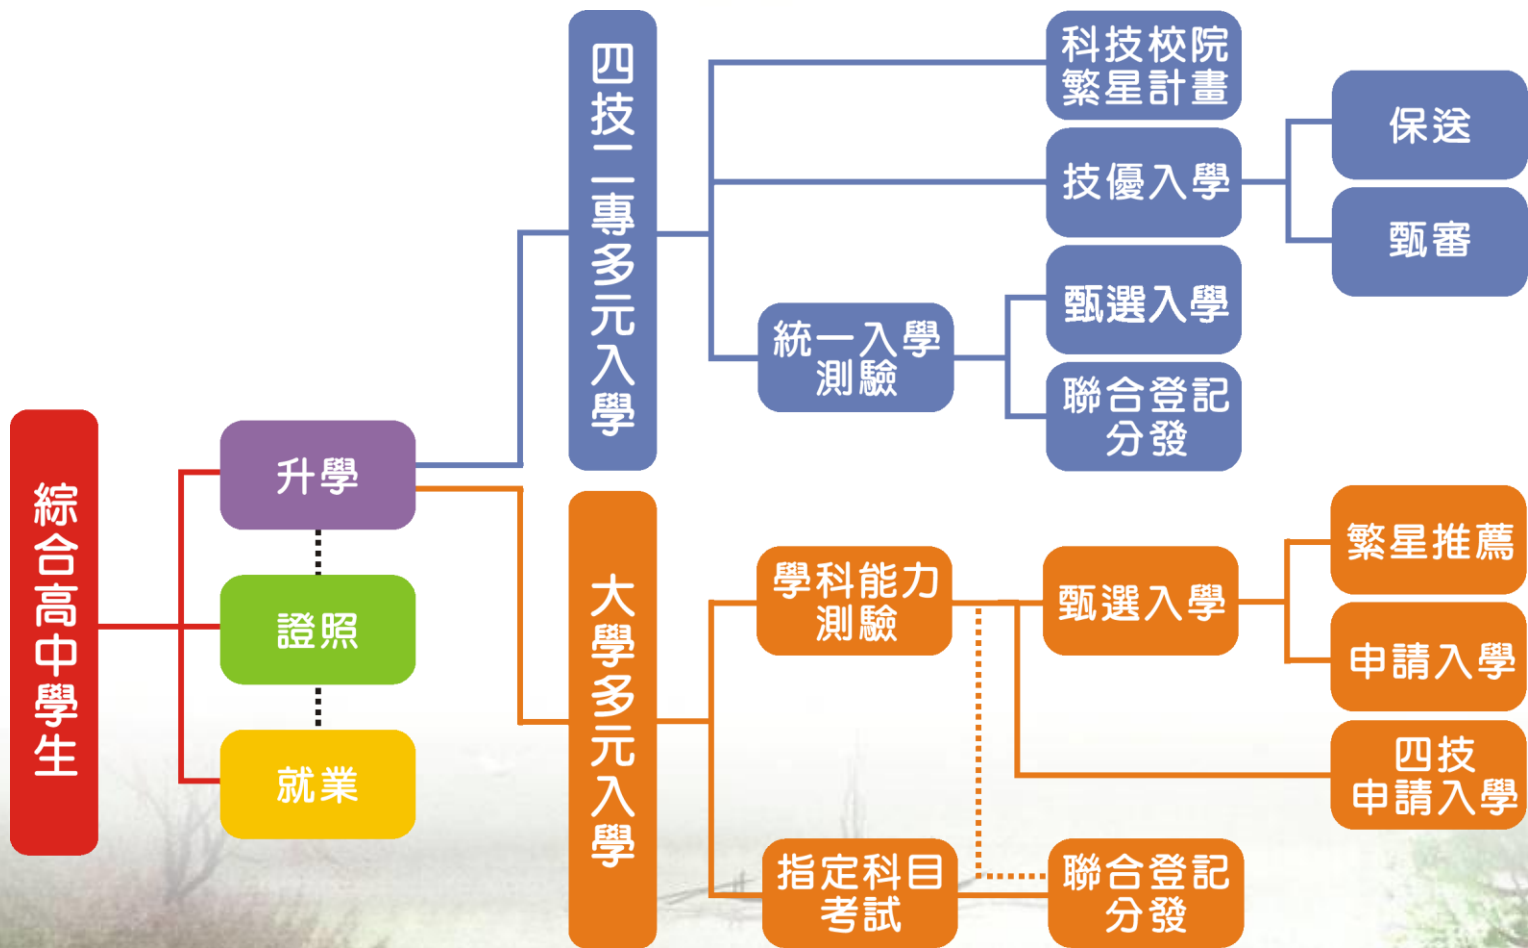 綜合高中學生
升學
證照
就業
四技二專多元入學
科技校院
繁星計畫
技優入學
保送
甄審
統一入學
測驗
甄選入學
聯合登記
分發
大學多元入學
學科能力
測驗
甄選入學
繁星推薦
申請入學
四技
申請入學
指定科目
考試
聯合登記
分發